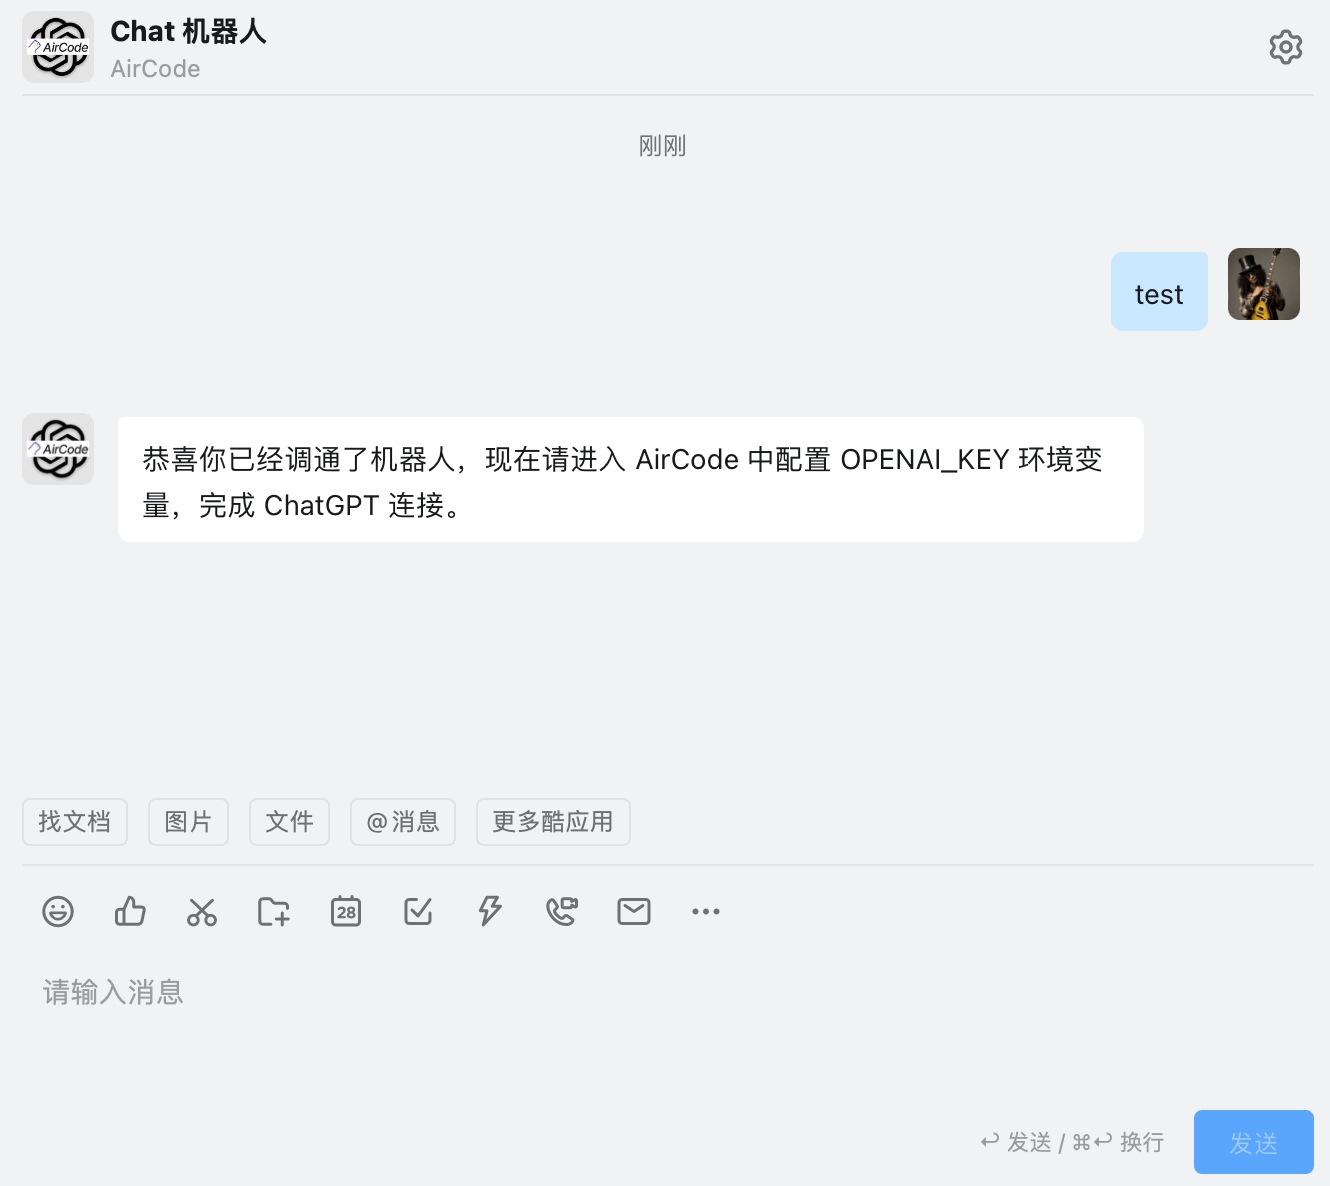 AirCode
Chat 机器人
AirCode
刚刚
test
AirCode
恭喜你已经调通了机器人，现在请进入 AirCode 中配置 OPENAI_KEY 环境变
量，完成 ChatGPT 连接。
找文档 图片 文件 @消息 更多酷应用
28
请输入消息
↩ 发送 / ⌘↩ 换行 发送